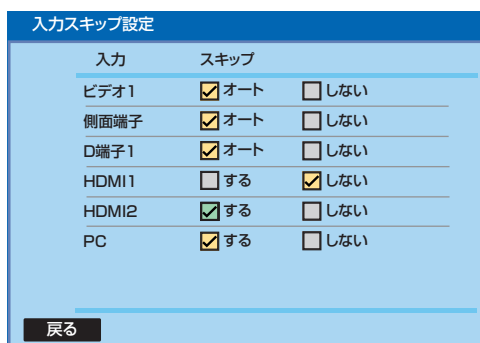 入力スキップ設定
入力 スキップ
ビデオ1 オート しない
側面端子 オート しない
D端子1 オート しない
HDMI1 する しない
HDMI2 する しない
PC する しない
戻る